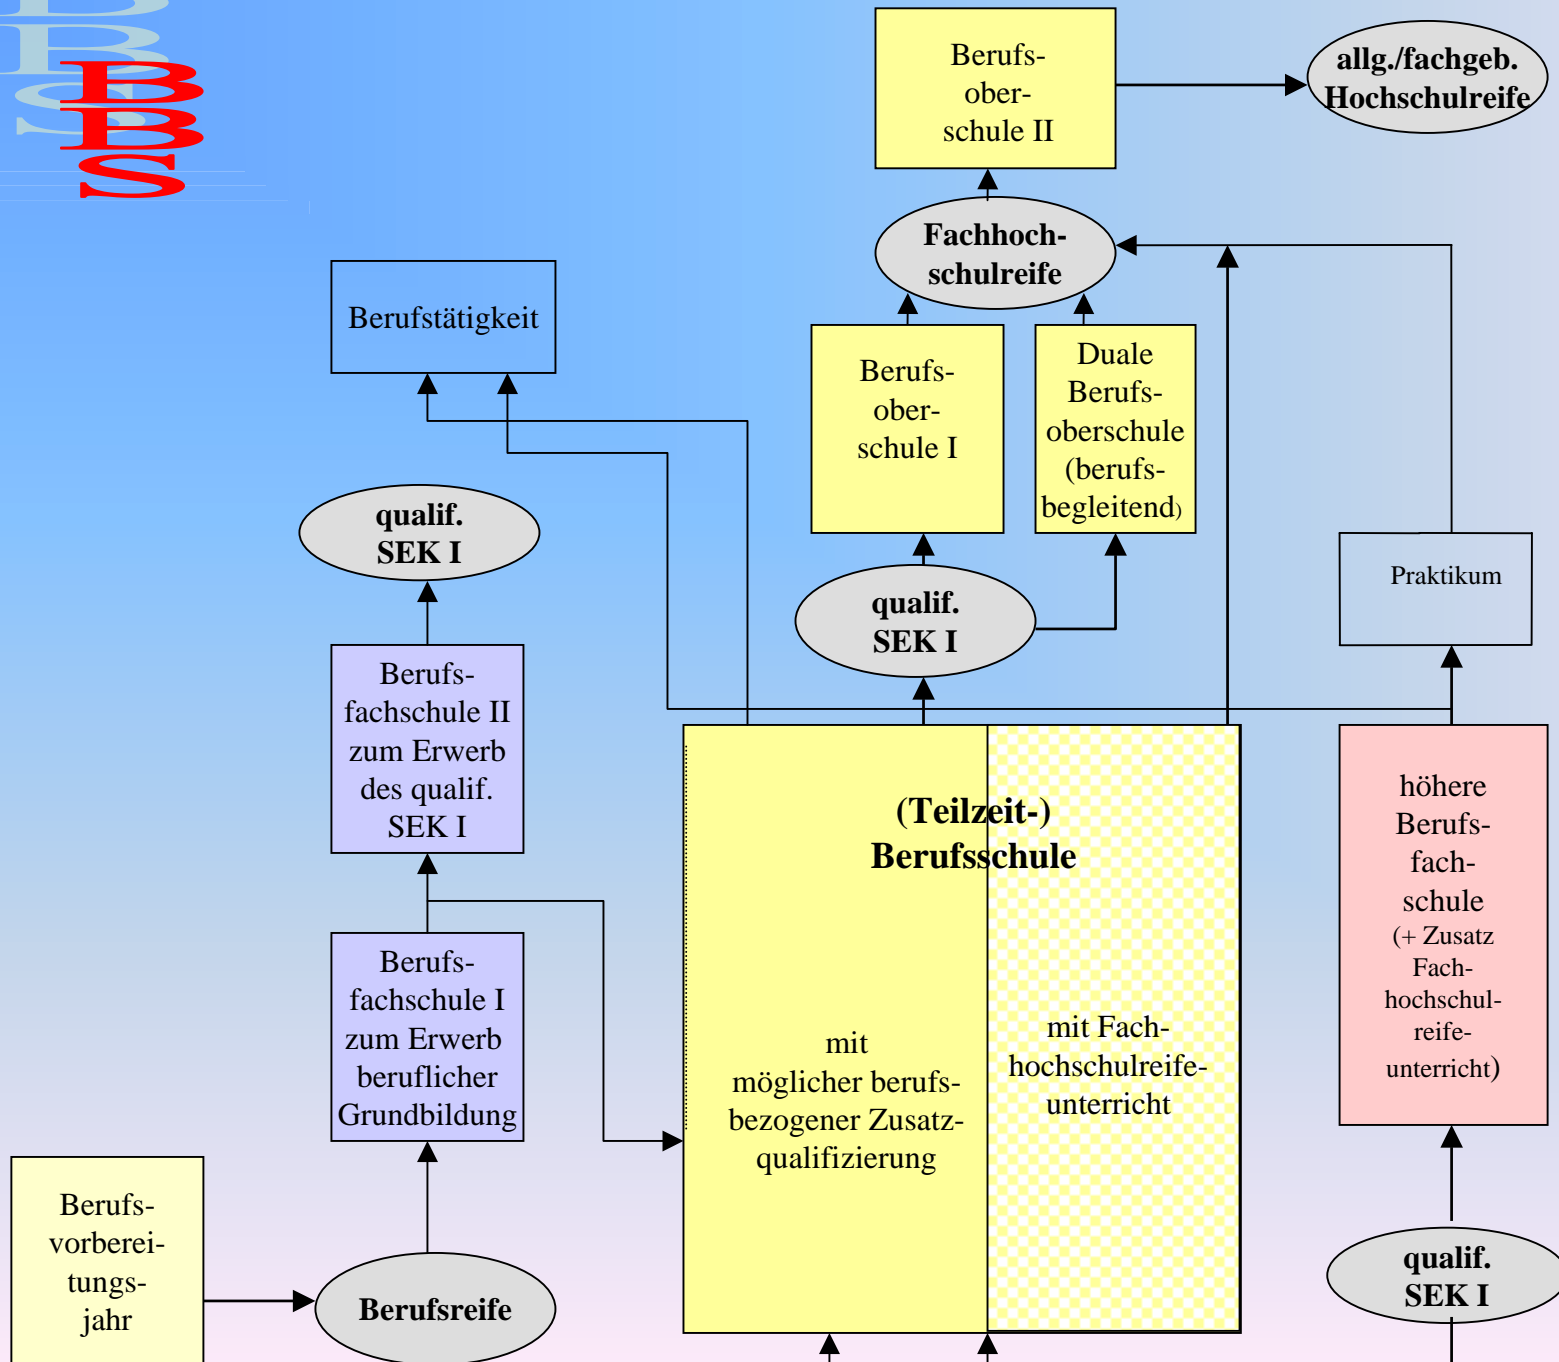 B
B
S
B
B
S
Berufs-
ober-
schule II
allg./fachgeb.
Hochschulreife
Fachhoch-
schulreife
Berufstätigkeit
Berufs-
ober-
schule I
Duale
Berufs-
oberschule
(berufs-
begleitend)
qualif.
SEK I
qualif.
SEK I
Praktikum
Berufs-
fachschule II
zum Erwerb
des qualif.
SEK I
(Teilzeit-)
Berufsschule
mit
möglicher berufs-
bezogener Zusatz-
qualifizierung
mit Fach-
hochschulreife-
unterricht
höhere
Berufs-
fach-
schule
(+ Zusatz
Fach-
hochschul-
reife-
unterricht)
Berufs-
fachschule I
zum Erwerb
beruflicher
Grundbildung
Berufs-
vorberei-
tungs-
jahr
Berufsreife
qualif.
SEK I